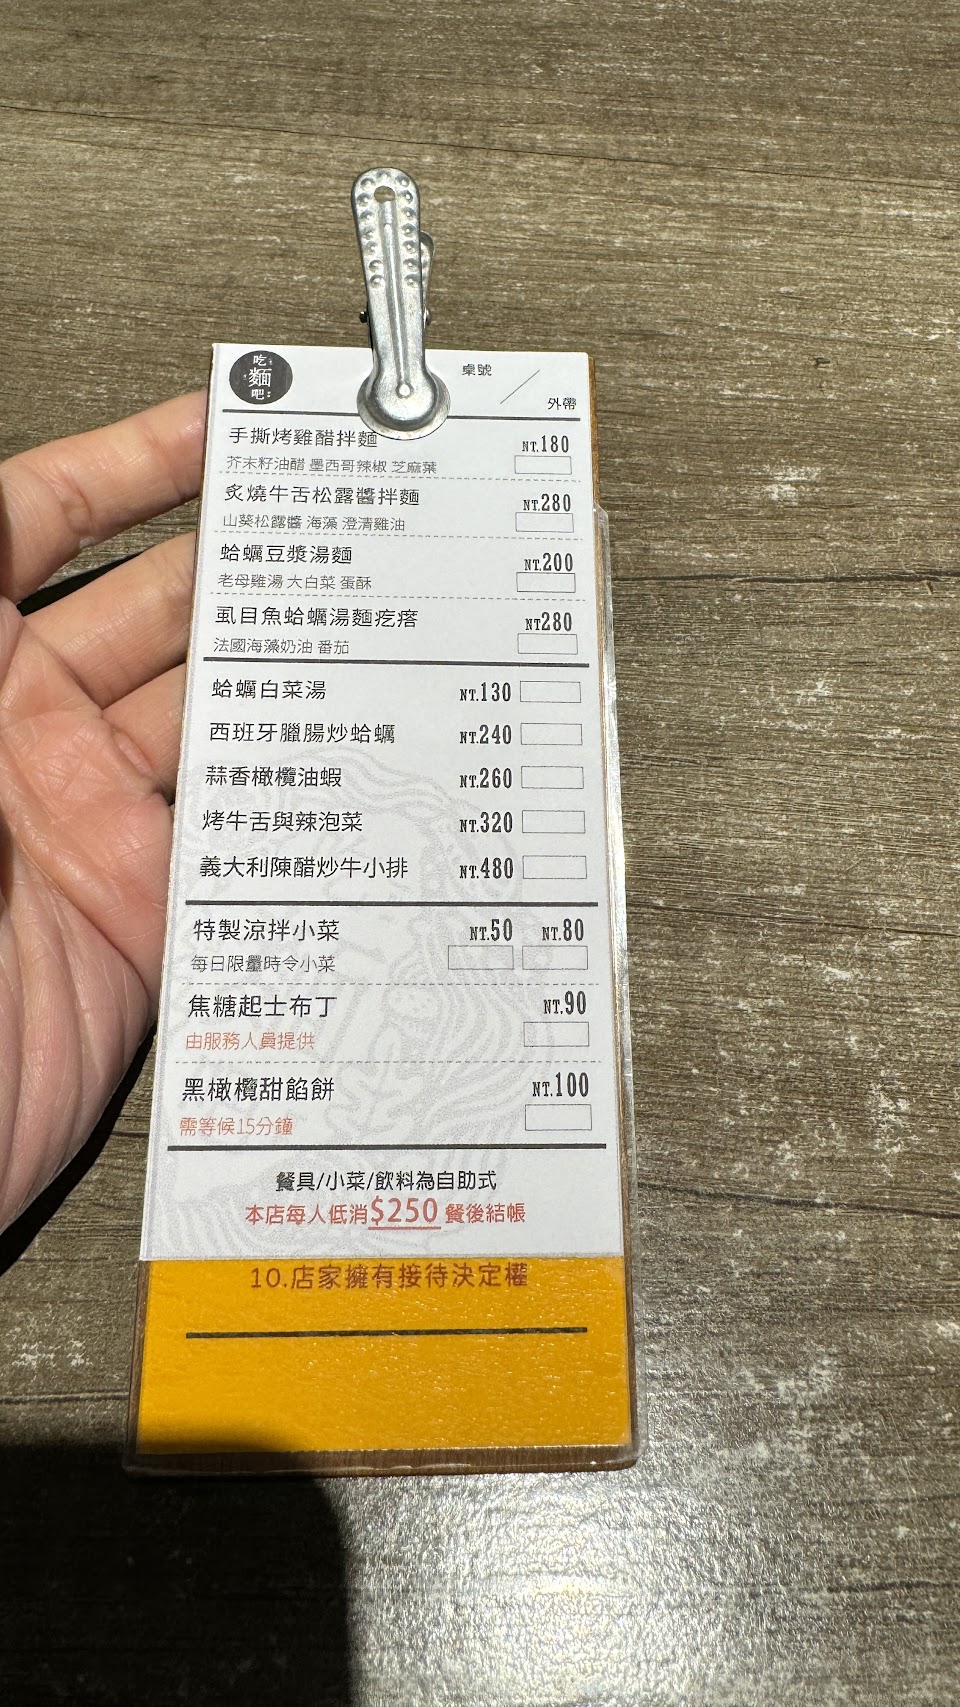 吃
麵
吧
桌號
外帶
手撕烤雞醋拌麵 NT.180
芥末籽油醋 墨西哥辣椒 芝麻葉
炙燒牛舌松露醬拌麵 NT.280
山葵松露醬 海藻 澄清雞油
蛤蠣豆漿湯麵 NT.200
老母雞湯 大白菜 蛋酥
虱目魚蛤蠣湯麵疙瘩 NT280
法國海藻奶油 番茄
蛤蠣白菜湯 NT.130
西班牙臘腸炒蛤蠣 NT.240
蒜香橄欖油蝦 NT.260
烤牛舌與辣泡菜 NT.320
義大利陳醋炒牛小排 NT.480
特製涼拌小菜 NT.50 NT.80
每日限量時令小菜
焦糖起士布丁 NT.90
由服務人員提供
黑橄欖甜餡餅 NT.100
需等候15分鐘
餐具/小菜/飲料為自助式
本店每人低消$250 餐後結帳
10.店家擁有接待決定權